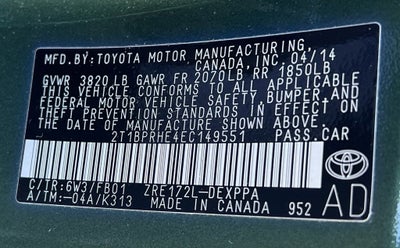 MFD.BY:TOYOTA MOTOR MANUFACTURING
CANADA, INC. 04/14
GVWR 3820 LB GAWR FR 2070LB RR 1850LB
THIS VEHICLE CONFORMS TO ALL APPLICABLE
FEDERAL MOTOR VEHICLE SAFETY, BUMPER, AND
THEFT PREVENTION STANDARDS IN EFFECT ON THE
DATE OF MANUFACTURE SHOWN ABOVE.
2T1BPRHE4EC149551 PASS.CAR
C/TR:6W3/FB01 ZRE172L-DEXPPA
A/TM:-04A/K313 MADE IN CANADA 952
TOYOTA
AD